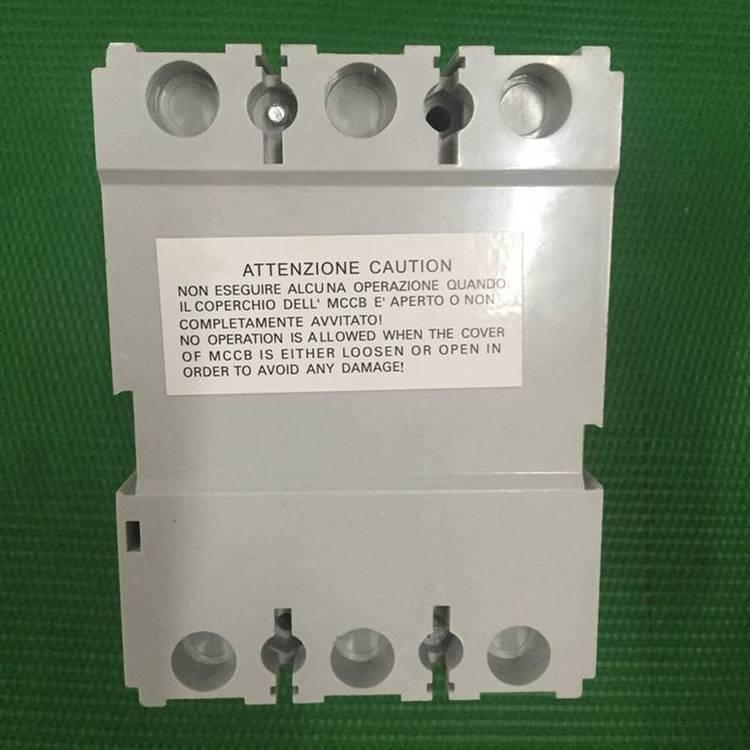 ATTENZIONE CAUTION
NON ESEGUIRE ALCUNA OPERAZIONE QUANDO
IL COPERCHIO DELL' MCCB E' APERTO O NON
COMPLETAMENTE AVVITATO!
NO OPERATION IS ALLOWED WHEN THE COVER
OF MCCB IS EITHER LOOSEN OR OPEN IN
ORDER TO AVOID ANY DAMAGE!